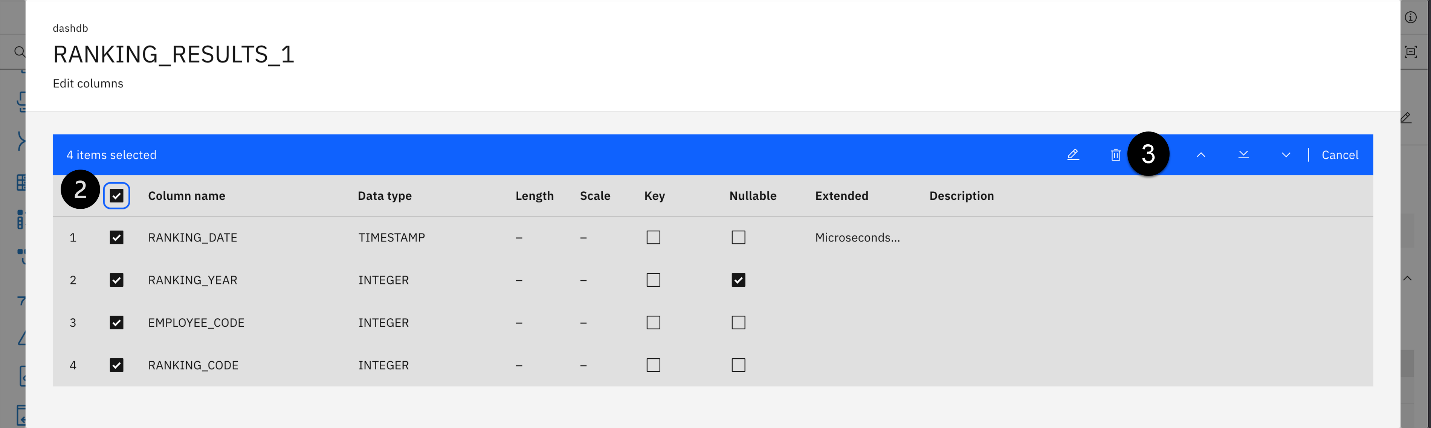 dashdb
RANKING_RESULTS_1
Edit columns
4 items selected 3 Cancel
2 Column name Data type Length Scale Key Nullable Extended Description
1 RANKING_DATE TIMESTAMP – – Microseconds...
2 RANKING_YEAR INTEGER – –
3 EMPLOYEE_CODE INTEGER – –
4 RANKING_CODE INTEGER – –